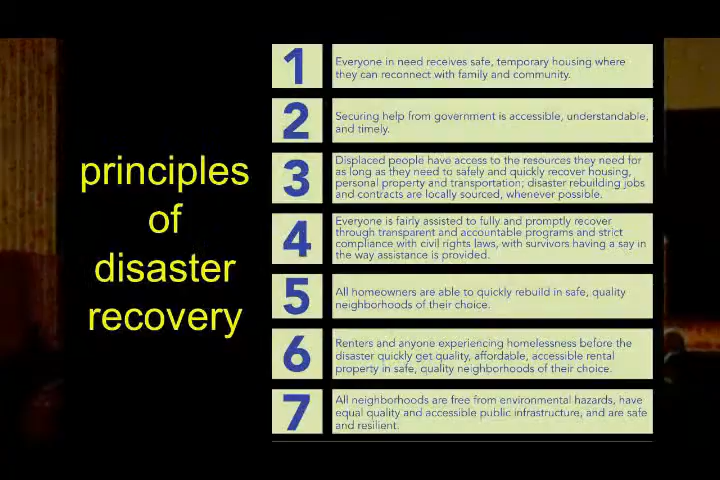 principles
of
disaster
recovery
1
Everyone in need receives safe, temporary housing where
they can reconnect with family and community.
2
Securing help from government is accessible, understandable,
and timely.
3
Displaced people have access to the resources they need for
as long as they need to safely and quickly recover housing,
personal property and transportation; disaster rebuilding jobs
and contracts are locally sourced, whenever possible.
4
Everyone is fairly assisted to fully and promptly recover
through transparent and accountable programs and strict
compliance with civil rights laws, with survivors having a say in
the way assistance is provided.
5
All homeowners are able to quickly rebuild in safe, quality
neighborhoods of their choice.
6
Renters and anyone experiencing homelessness before the
disaster quickly get quality, affordable, accessible rental
property in safe, quality neighborhoods of their choice.
7
All neighborhoods are free from environmental hazards, have
equal quality and accessible public infrastructure, and are safe
and resilient.